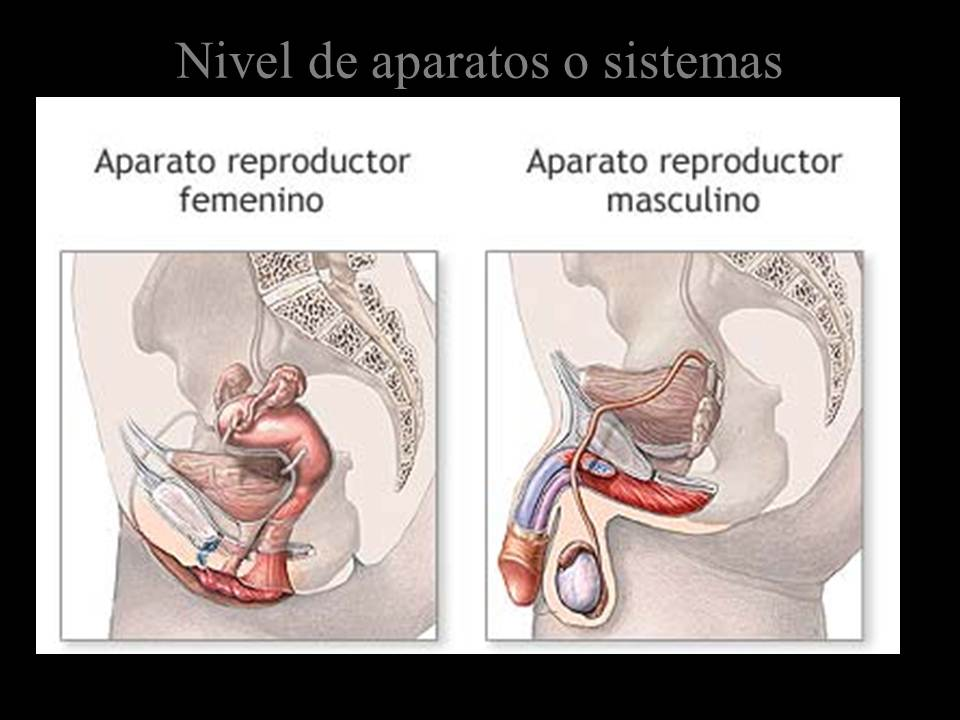 Nivel de aparatos o sistemas
Aparato reproductor
femenino
Aparato reproductor
masculino